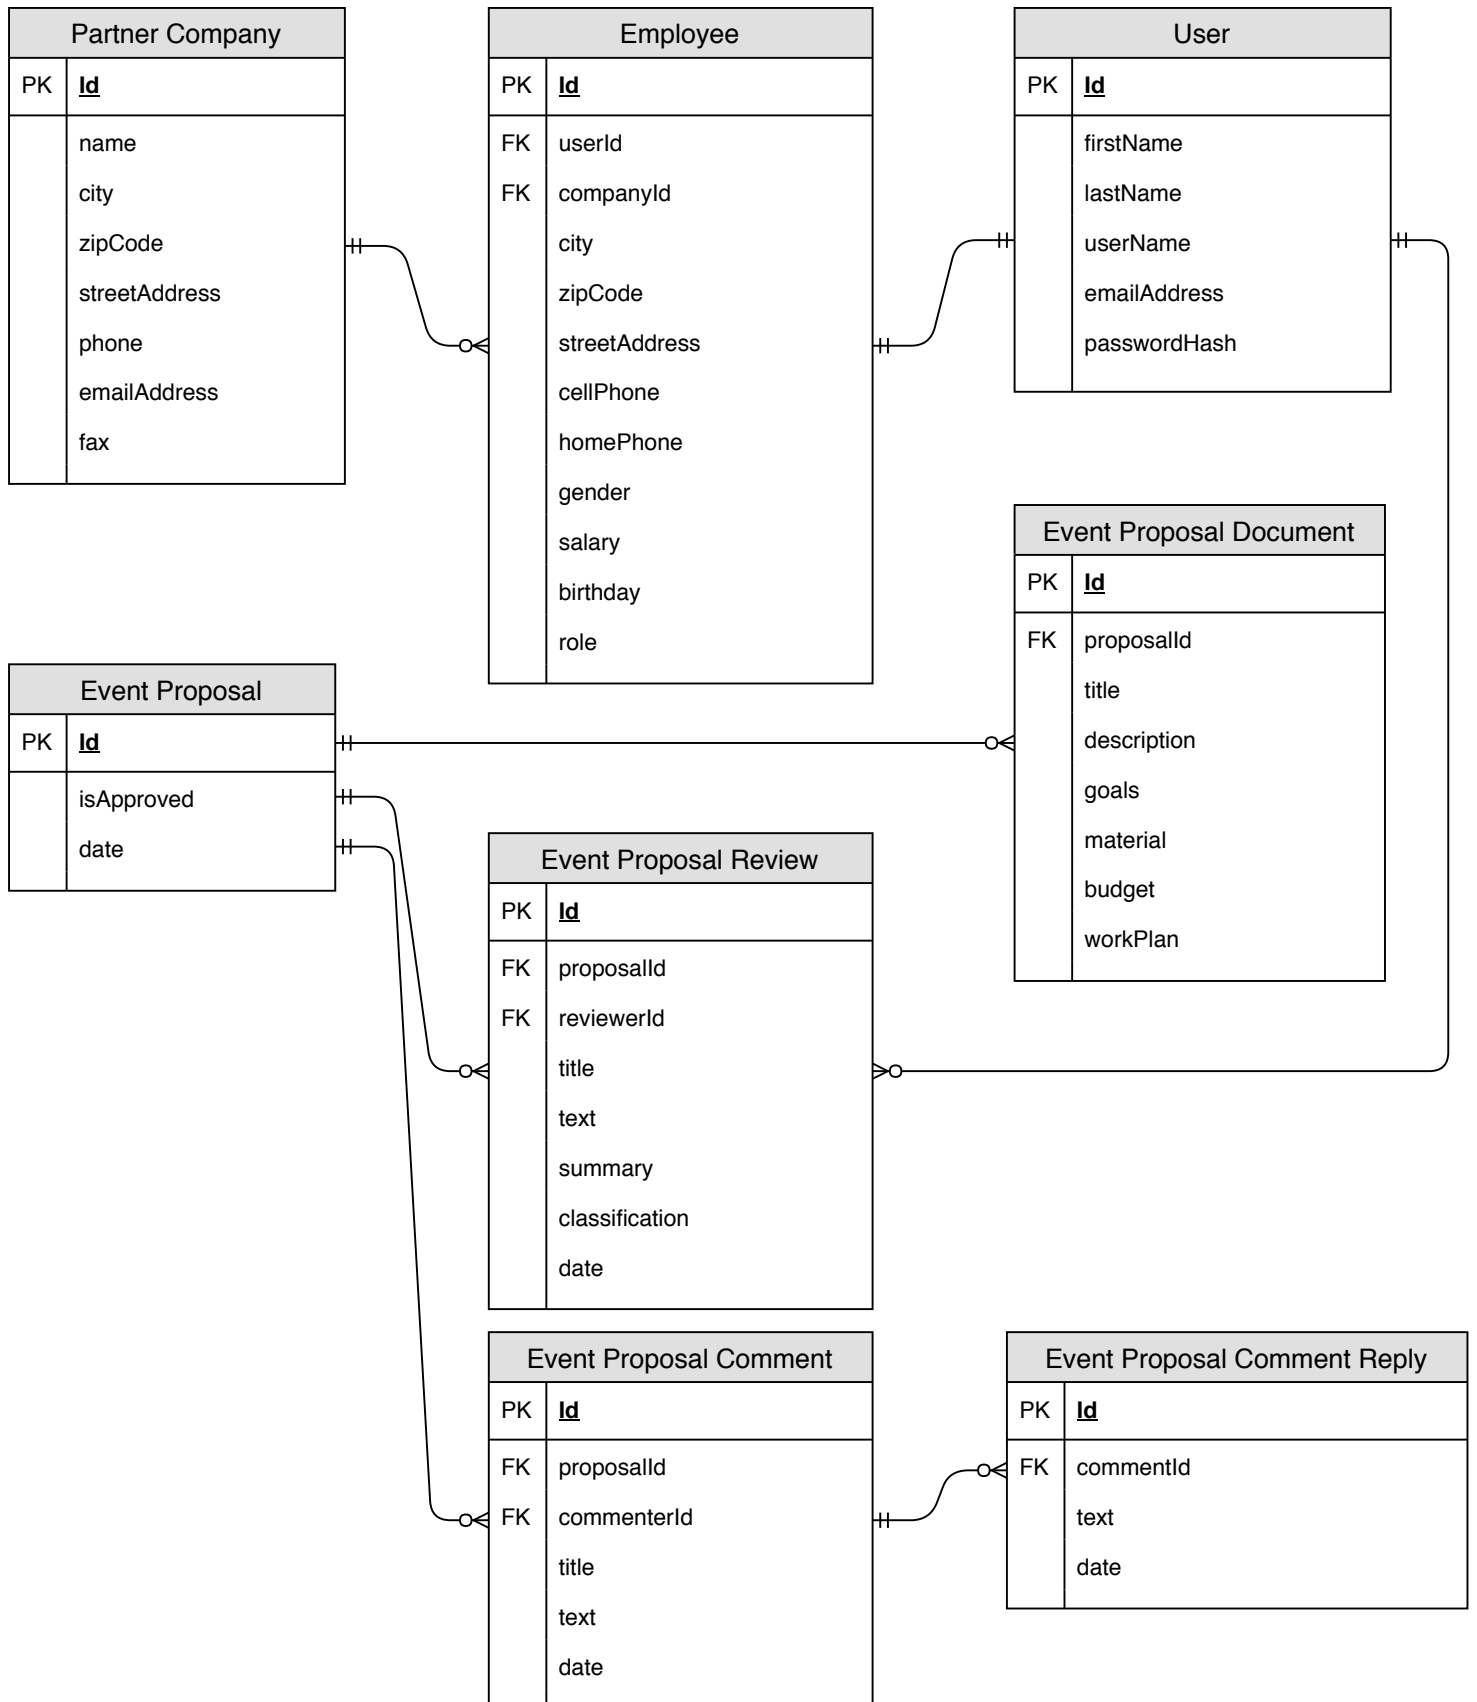 Partner Company
PK Id
name
city
zipCode
streetAddress
phone
emailAddress
fax
Employee
PK Id
FK userId
FK companyId
city
zipCode
streetAddress
cellPhone
homePhone
gender
salary
birthday
role
User
PK Id
firstName
lastName
userName
emailAddress
passwordHash
Event Proposal Document
PK Id
FK proposalId
title
description
goals
material
budget
workPlan
Event Proposal
PK Id
isApproved
date
Event Proposal Review
PK Id
FK proposalId
FK reviewerId
title
text
summary
classification
date
Event Proposal Comment
PK Id
FK proposalId
FK commenterId
title
text
date
Event Proposal Comment Reply
PK Id
FK commentId
text
date